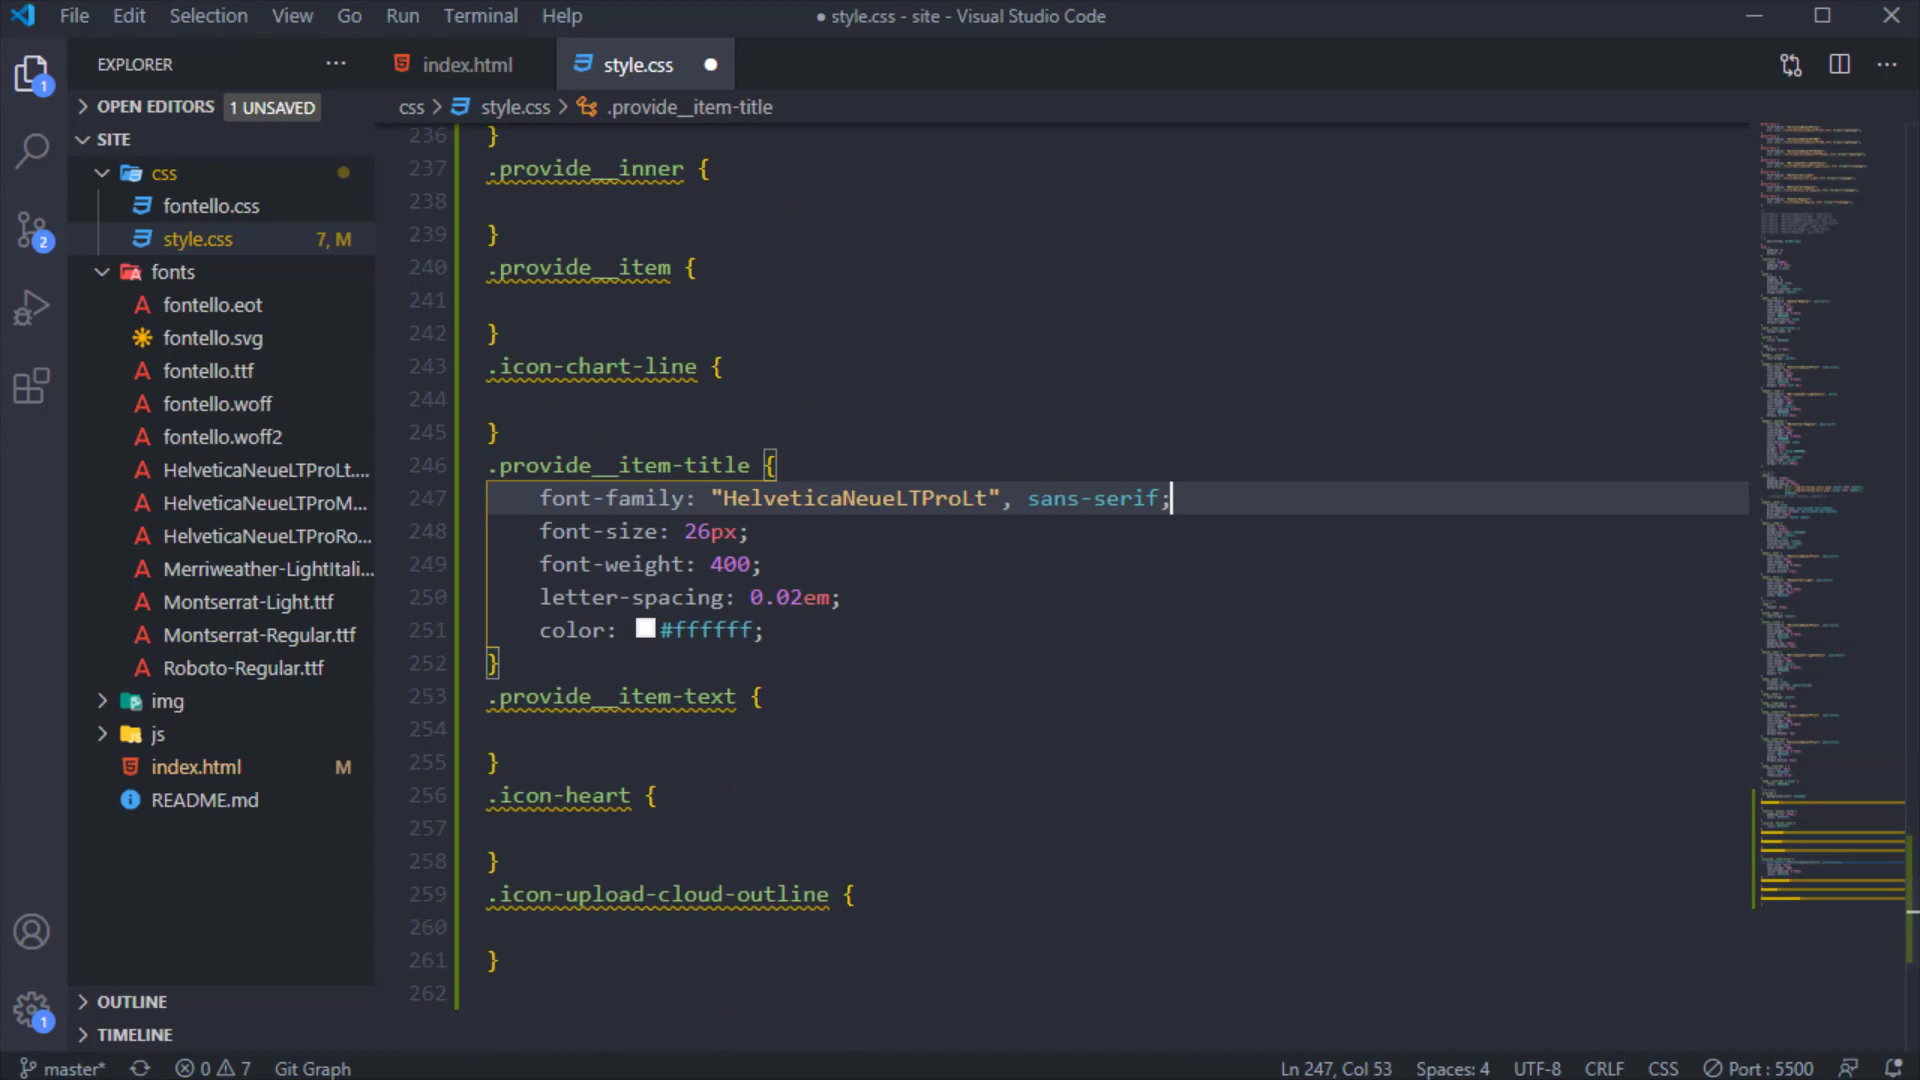 File Edit Selection View Go Run Terminal Help
● style.css - site - Visual Studio Code
EXPLORER
OPEN EDITORS 1 UNSAVED
SITE
css
fontello.css
style.css 7, M
fonts
fontello.eot
fontello.svg
fontello.ttf
fontello.woff
fontello.woff2
HelveticaNeueLTProLt....
HelveticaNeueLTProM...
HelveticaNeueLTProRo...
Merriweather-LightItali...
Montserrat-Light.ttf
Montserrat-Regular.ttf
Roboto-Regular.ttf
img
js
index.html M
README.md
OUTLINE
TIMELINE
index.html
style.css
css > style.css > .provide__item-title
236 }
237 .provide__inner {
238
239 }
240 .provide__item {
241
242 }
243 .icon-chart-line {
244
245 }
246 .provide__item-title {
247 font-family: "HelveticaNeueLTProLt", sans-serif;
248 font-size: 26px;
249 font-weight: 400;
250 letter-spacing: 0.02em;
251 color: #ffffff;
252 }
253 .provide__item-text {
254
255 }
256 .icon-heart {
257
258 }
259 .icon-upload-cloud-outline {
260
261 }
262
1
2
1
master* 0 7 Git Graph
Ln 247, Col 53 Spaces: 4 UTF-8 CRLF CSS Port : 5500